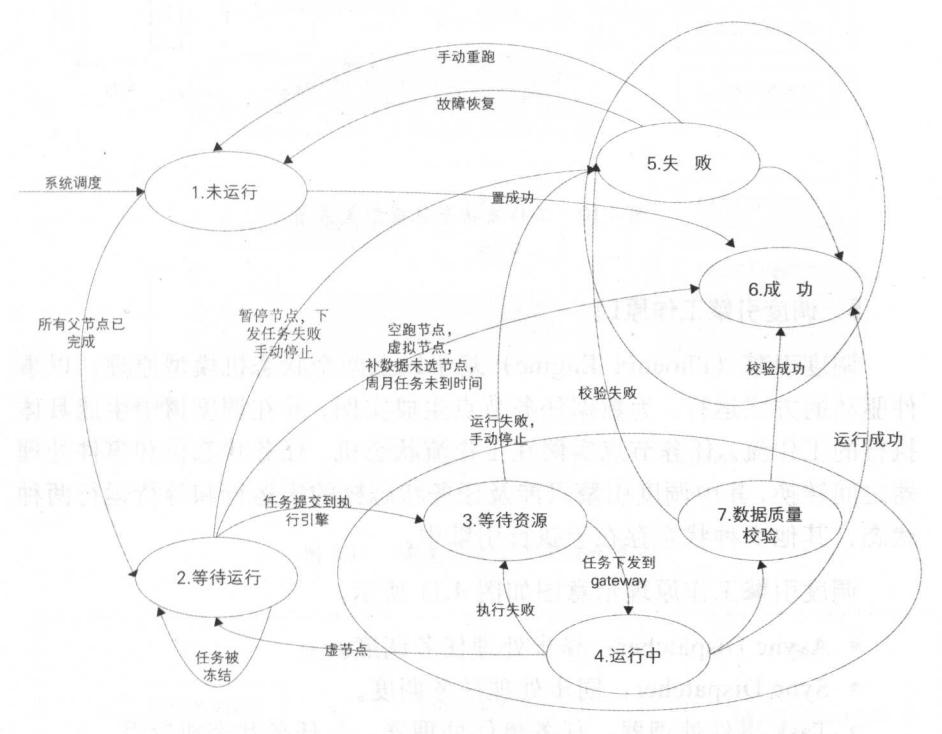 手动重跑
故障恢复
系统调度
1.未运行
5.失 败
置成功
6.成 功
所有父节点已
完成
暂停节点，下
发任务失败
手动停止
空跑节点，
虚拟节点，
补数据未选节点，
周月任务未到时间
校验失败
校验成功
运行失败，
手动停止
运行成功
任务提交到执
行引擎
3.等待资源
7.数据质量
校验
2.等待运行
任务下发到
gateway
执行失败
4.运行中
虚节点
任务被
冻结